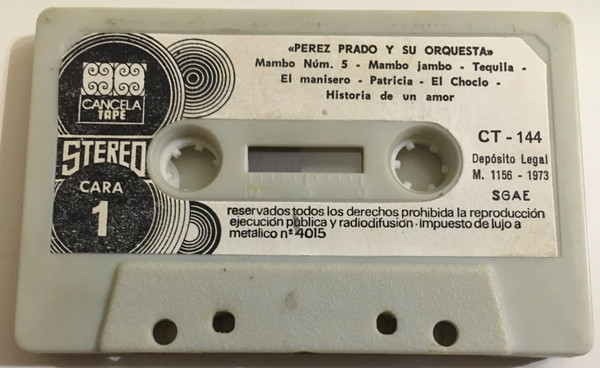 «PEREZ PRADO Y SU ORQUESTA»
Mambo Núm. 5 - Mambo jambo - Tequila -
El manisero - Patricia - El Choclo -
Historia de un amor
CANCELA
TAPE
STEREO
CARA
1
CT - 144
Depósito Legal
M. 1156 - 1973
SGAE
reservados todos los derechos prohibida la reproducción
ejecución pública y radiodifusión·impuesto de lujo a
metálico nº 4015